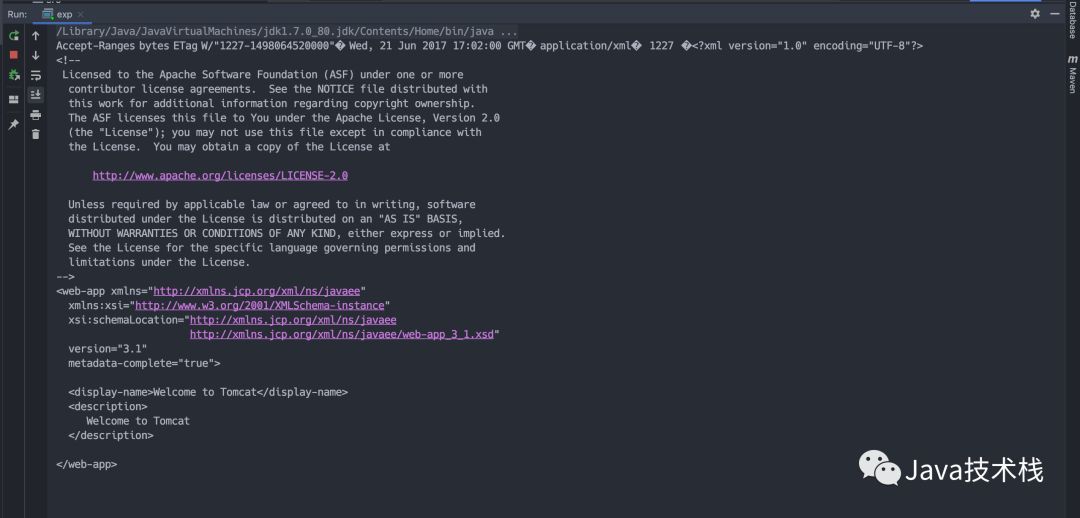 Run: exp
Database
Maven
/Library/Java/JavaVirtualMachines/jdk1.7.0_80.jdk/Contents/Home/bin/java ...
Accept-Ranges bytes ETag W/"1227-1498064520000"� Wed, 21 Jun 2017 17:02:00 GMT� application/xml� 1227 �<?xml version="1.0" encoding="UTF-8"?>
<!--
Licensed to the Apache Software Foundation (ASF) under one or more
contributor license agreements. See the NOTICE file distributed with
this work for additional information regarding copyright ownership.
The ASF licenses this file to You under the Apache License, Version 2.0
(the "License"); you may not use this file except in compliance with
the License. You may obtain a copy of the License at
http://www.apache.org/licenses/LICENSE-2.0
Unless required by applicable law or agreed to in writing, software
distributed under the License is distributed on an "AS IS" BASIS,
WITHOUT WARRANTIES OR CONDITIONS OF ANY KIND, either express or implied.
See the License for the specific language governing permissions and
limitations under the License.
-->
<web-app xmlns="http://xmlns.jcp.org/xml/ns/javaee"
xmlns:xsi="http://www.w3.org/2001/XMLSchema-instance"
xsi:schemaLocation="http://xmlns.jcp.org/xml/ns/javaee
http://xmlns.jcp.org/xml/ns/javaee/web-app_3_1.xsd"
version="3.1"
metadata-complete="true">
<display-name>Welcome to Tomcat</display-name>
<description>
Welcome to Tomcat
</description>
</web-app>
Java技术栈